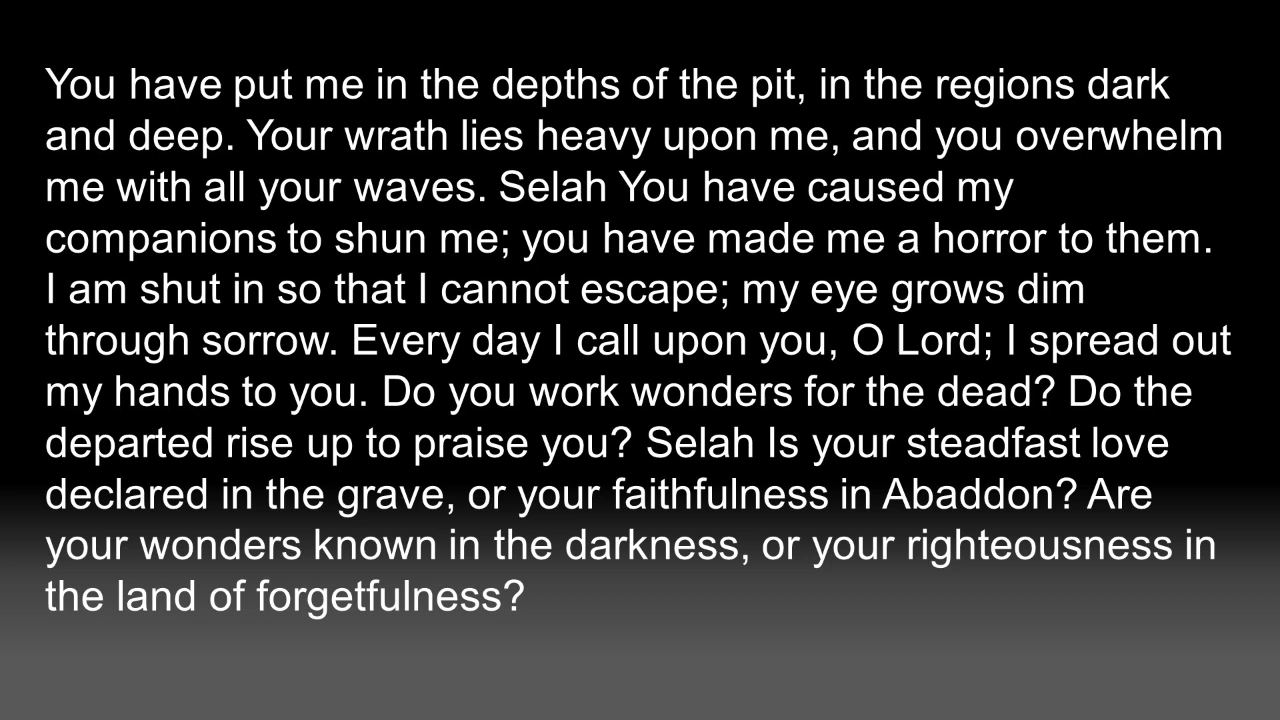 You have put me in the depths of the pit, in the regions dark
and deep. Your wrath lies heavy upon me, and you overwhelm
me with all your waves. Selah You have caused my
companions to shun me; you have made me a horror to them.
I am shut in so that I cannot escape; my eye grows dim
through sorrow. Every day I call upon you, O Lord; I spread out
my hands to you. Do you work wonders for the dead? Do the
departed rise up to praise you? Selah Is your steadfast love
declared in the grave, or your faithfulness in Abaddon? Are
your wonders known in the darkness, or your righteousness in
the land of forgetfulness?